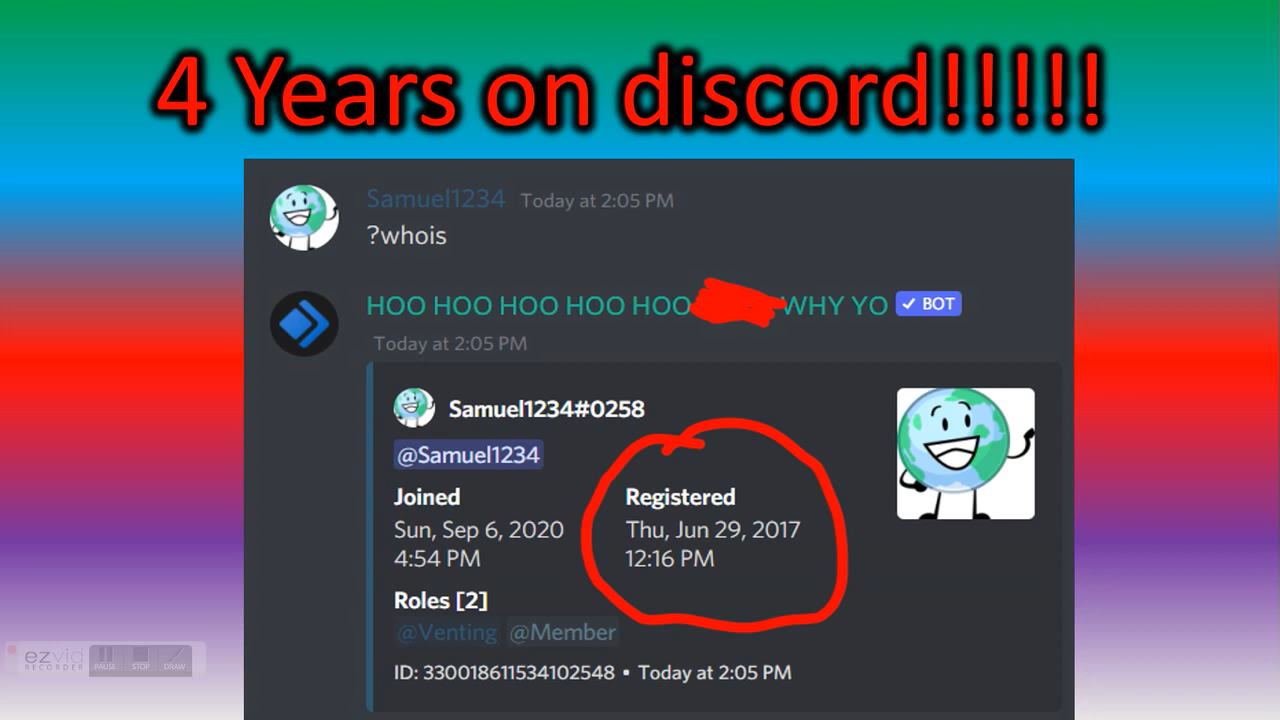 4 Years on discord!!!!!
Samuel1234 Today at 2:05 PM
?whois
HOO HOO HOO HOO HOO WHY YO ✓ BOT
Today at 2:05 PM
Samuel1234#0258
@Samuel1234
Joined Registered
Sun, Sep 6, 2020 Thu, Jun 29, 2017
4:54 PM 12:16 PM
Roles [2]
@Venting @Member
ID: 330018611534102548 • Today at 2:05 PM
ezvid
RECORDER
PAUSE STOP DRAW